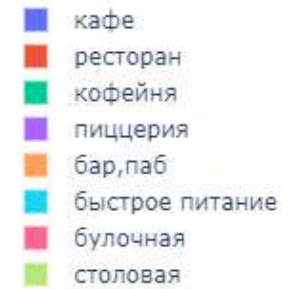 кафе
ресторан
кофейня
пиццерия
бар,паб
быстрое питание
булочная
столовая